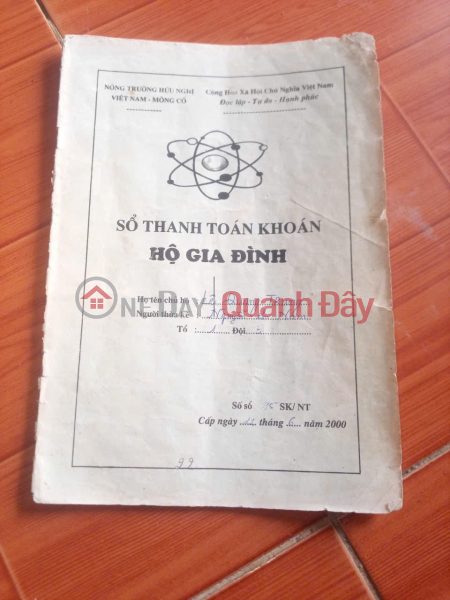 NÔNG TRƯỜNG HỮU NGHỊ
VIỆT NAM - MÔNG CỔ
Cộng Hoà Xã Hội Chủ Nghĩa Việt Nam
Độc lập - Tự do - Hạnh phúc
SỔ THANH TOÁN KHOÁN
HỘ GIA ĐÌNH
Họ tên chủ hộ
Người thừa kế
ONEDAY Quanh Đây
Tổ Đội
Số sổ SK/ NT
Cấp ngày tháng năm 2000
99